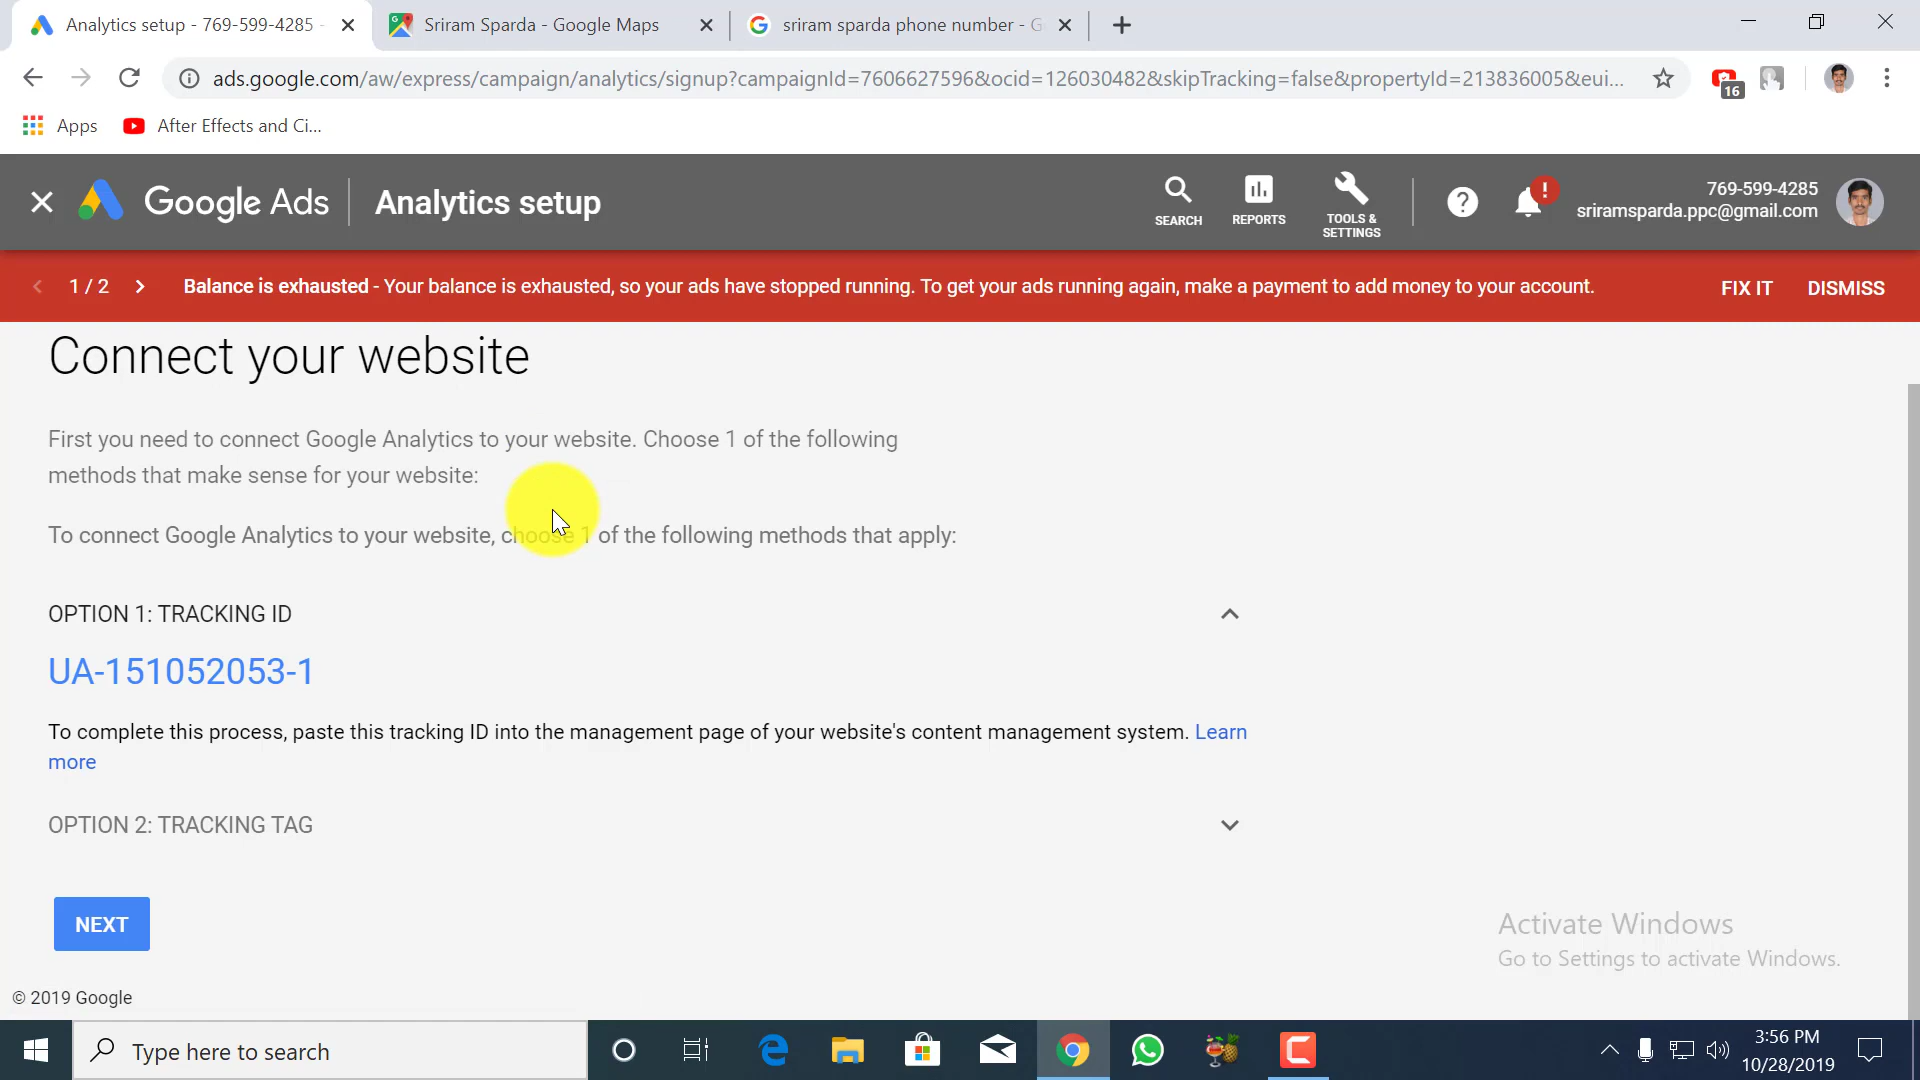 Analytics setup - 769-599-4285 -
Sriram Sparda - Google Maps
sriram sparda phone number - G
ads.google.com/aw/express/campaign/analytics/signup?campaignId=7606627596&ocid=126030482&skipTracking=false&propertyId=213836005&eui...
16
Apps
After Effects and Ci...
Google Ads
Analytics setup
SEARCH
REPORTS
TOOLS &
SETTINGS
?
!
769-599-4285
sriramsparda.ppc@gmail.com
1 / 2
Balance is exhausted - Your balance is exhausted, so your ads have stopped running. To get your ads running again, make a payment to add money to your account.
FIX IT
DISMISS
Connect your website
First you need to connect Google Analytics to your website. Choose 1 of the following
methods that make sense for your website:
To connect Google Analytics to your website, choose 1 of the following methods that apply:
OPTION 1: TRACKING ID
UA-151052053-1
To complete this process, paste this tracking ID into the management page of your website's content management system. Learn
more
OPTION 2: TRACKING TAG
NEXT
Activate Windows
Go to Settings to activate Windows.
© 2019 Google
Type here to search
3:56 PM
10/28/2019